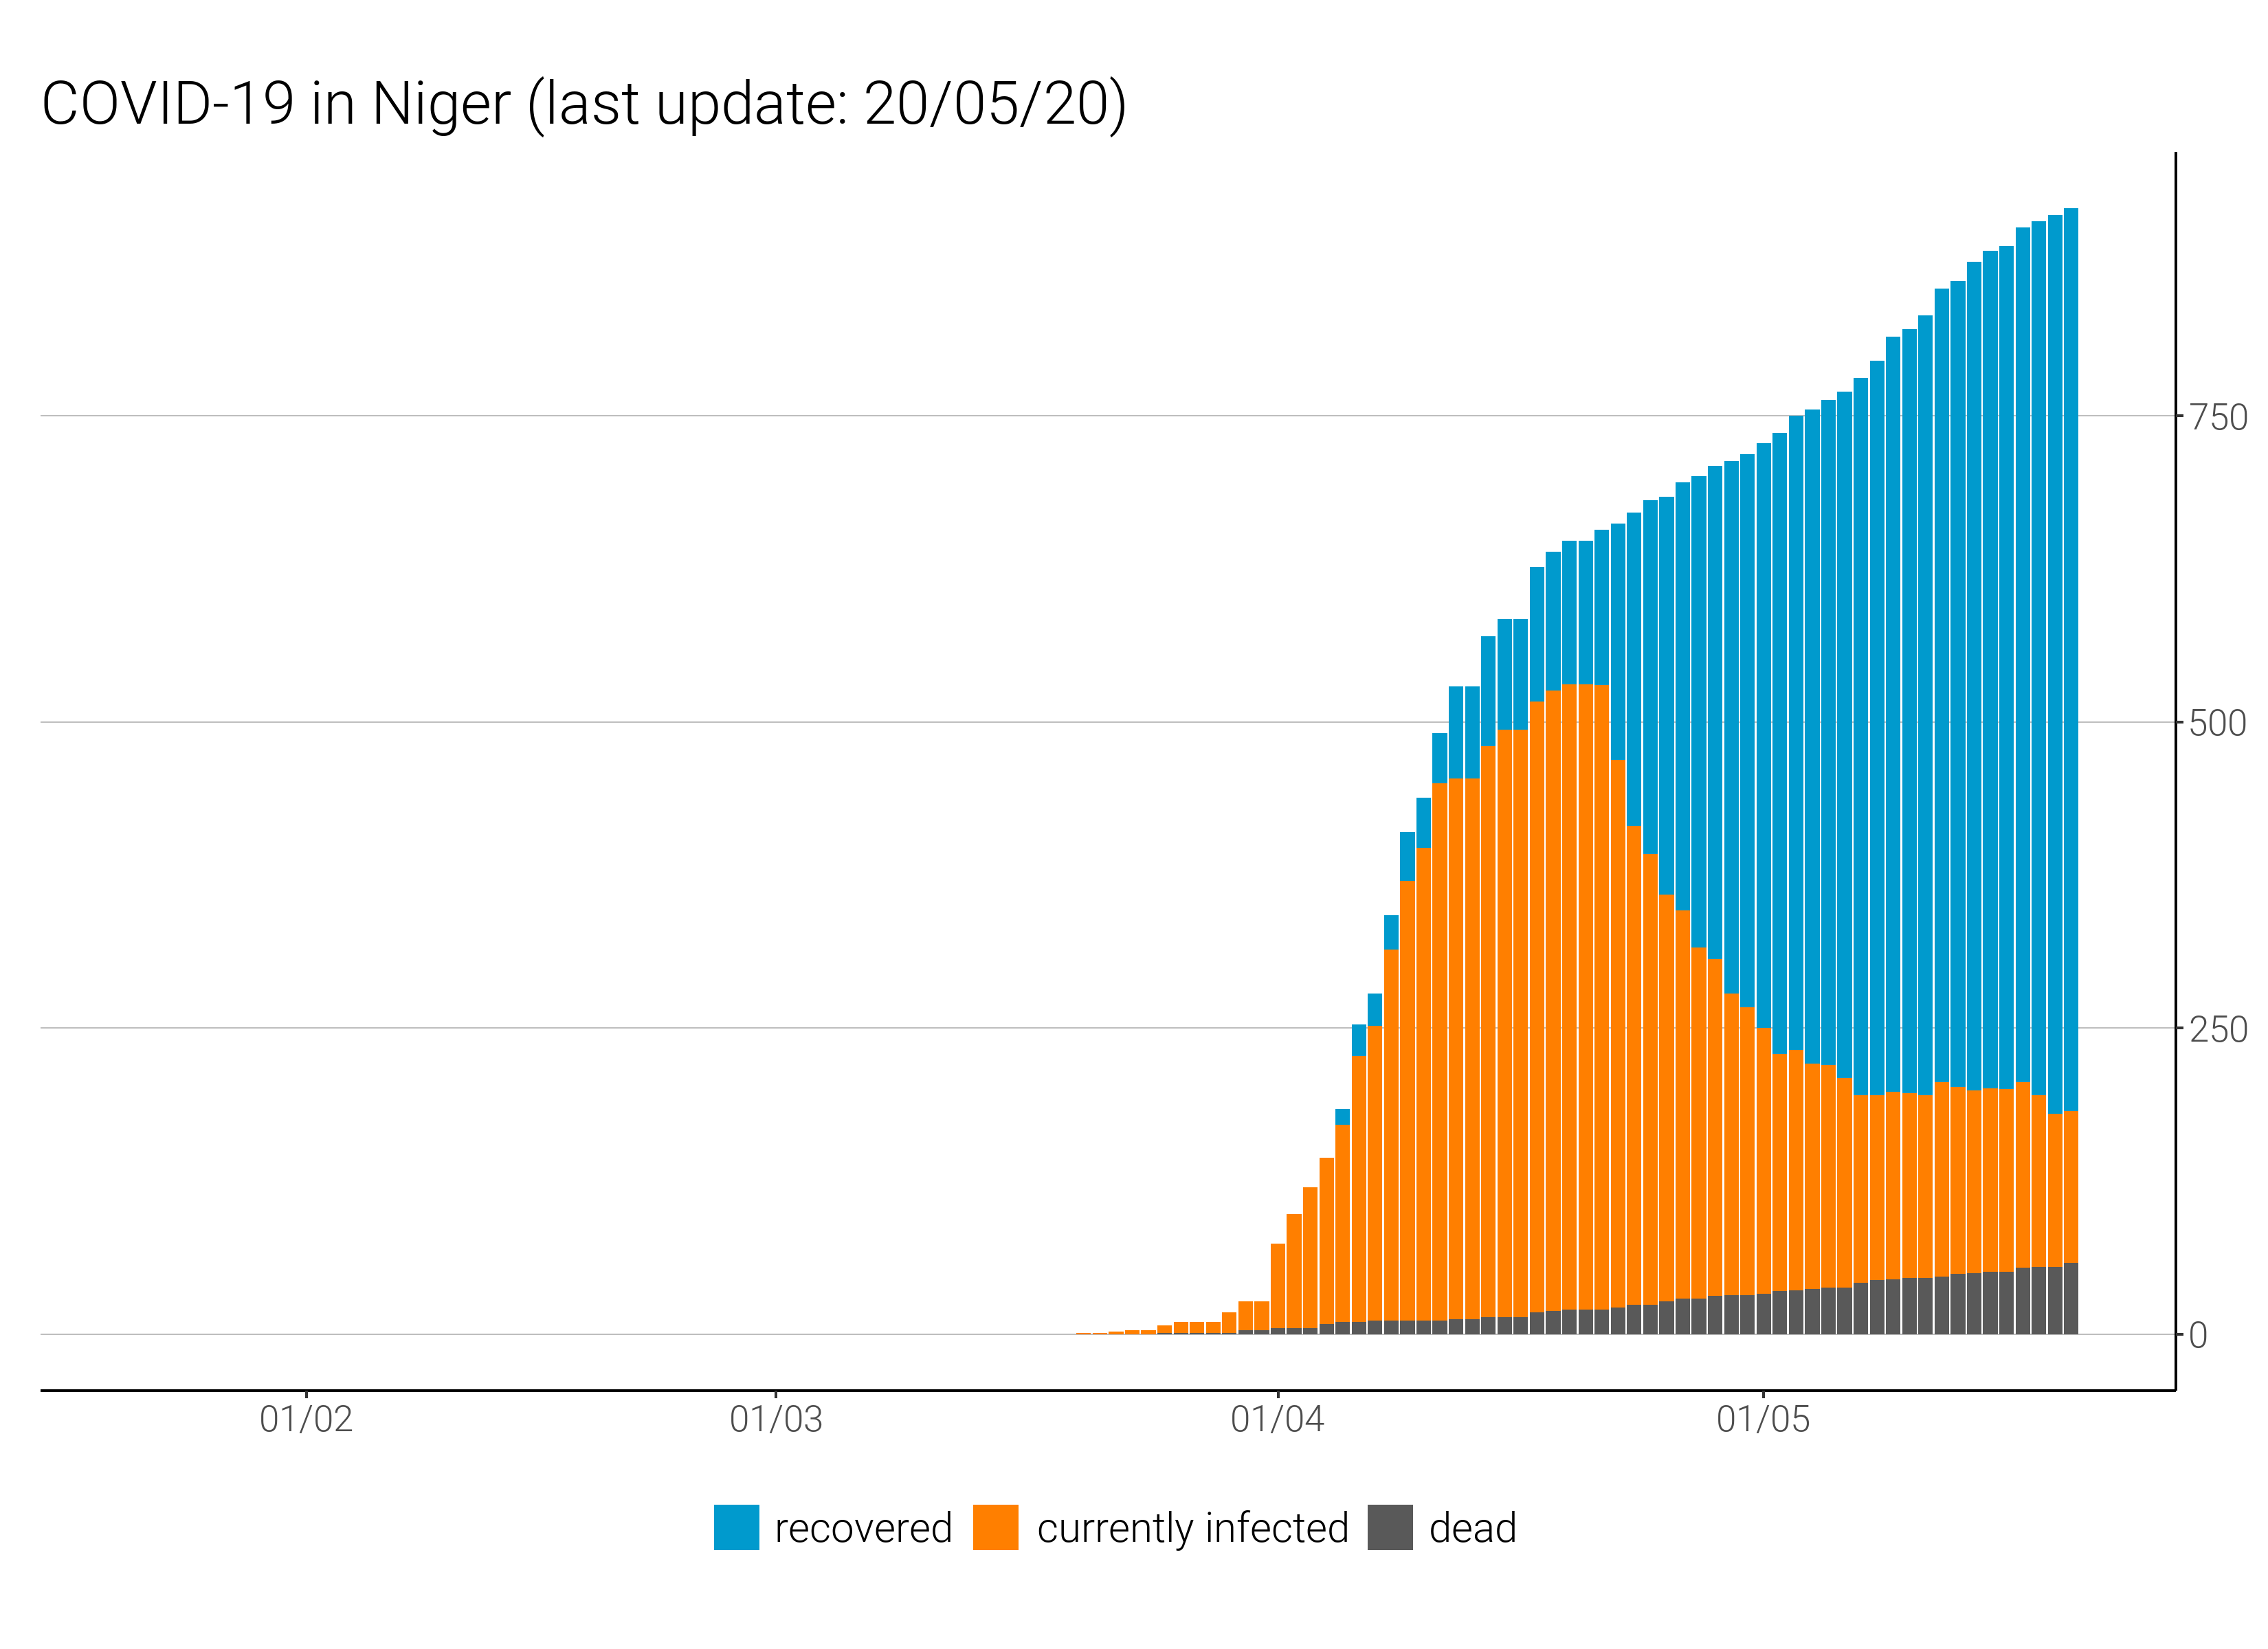 COVID-19 in Niger (last update: 20/05/20)
750
500
250
0
01/02 01/03 01/04 01/05
recovered currently infected dead